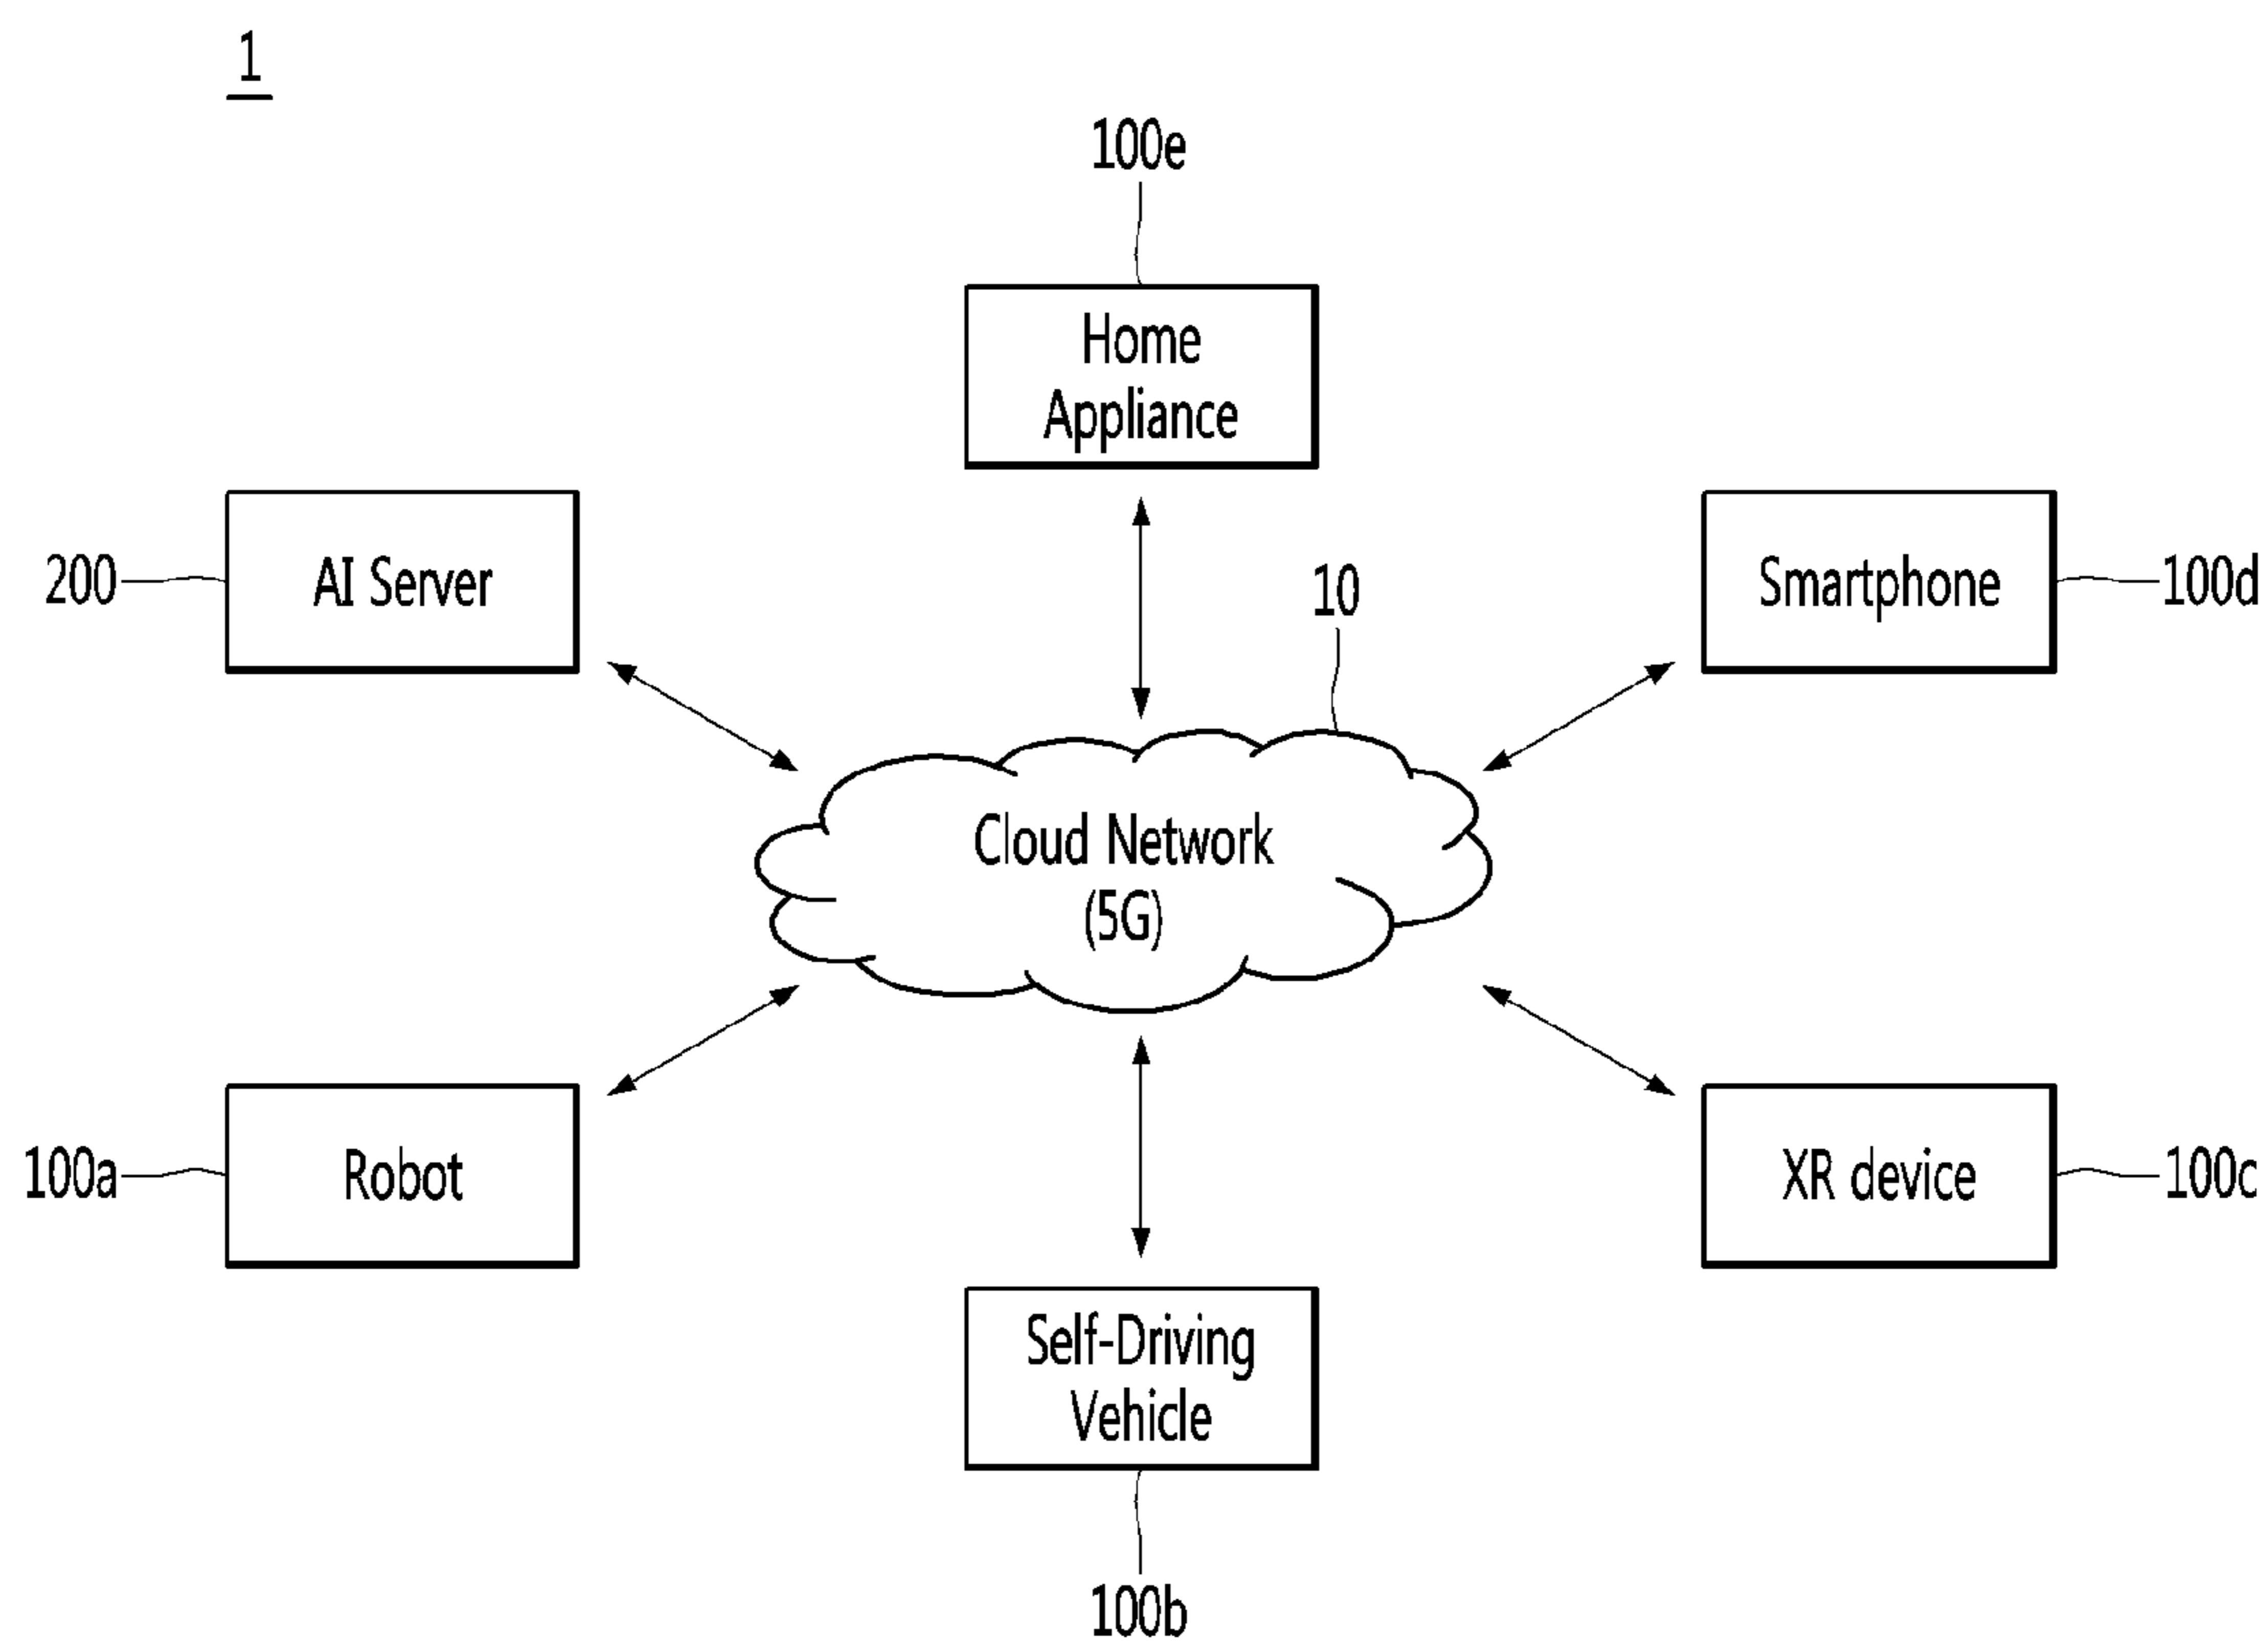 1
100e
Home
Appliance
200
AI Server
10
Smartphone
100d
Cloud Network
(5G)
100a
Robot
XR device
100c
Self-Driving
Vehicle
100b